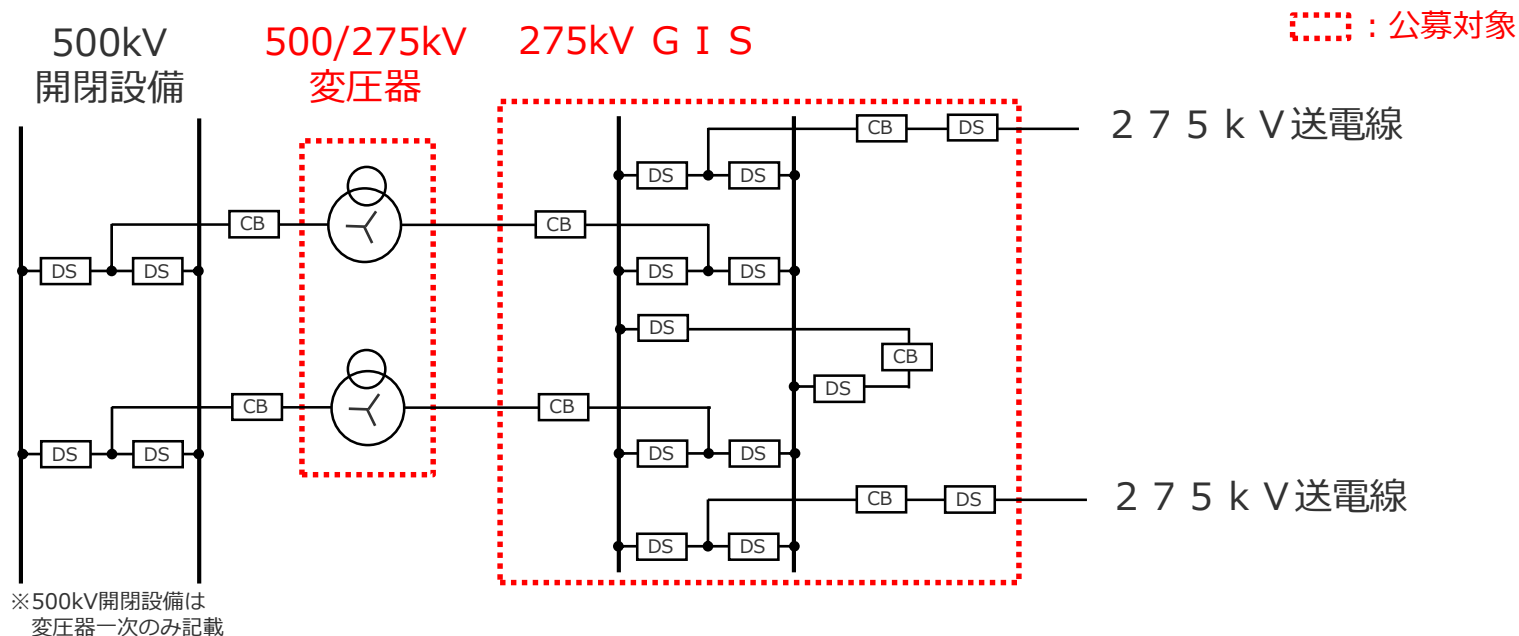 500kV
開閉設備
500/275kV
変圧器
275kV ＧＩＳ
：公募対象
CB
DS
２７５ｋＶ送電線
DS
DS
CB
CB
DS
DS
DS
DS
DS
CB
DS
CB
CB
DS
DS
DS
DS
CB
DS
２７５ｋＶ送電線
DS
DS
※500kV開閉設備は
変圧器一次のみ記載